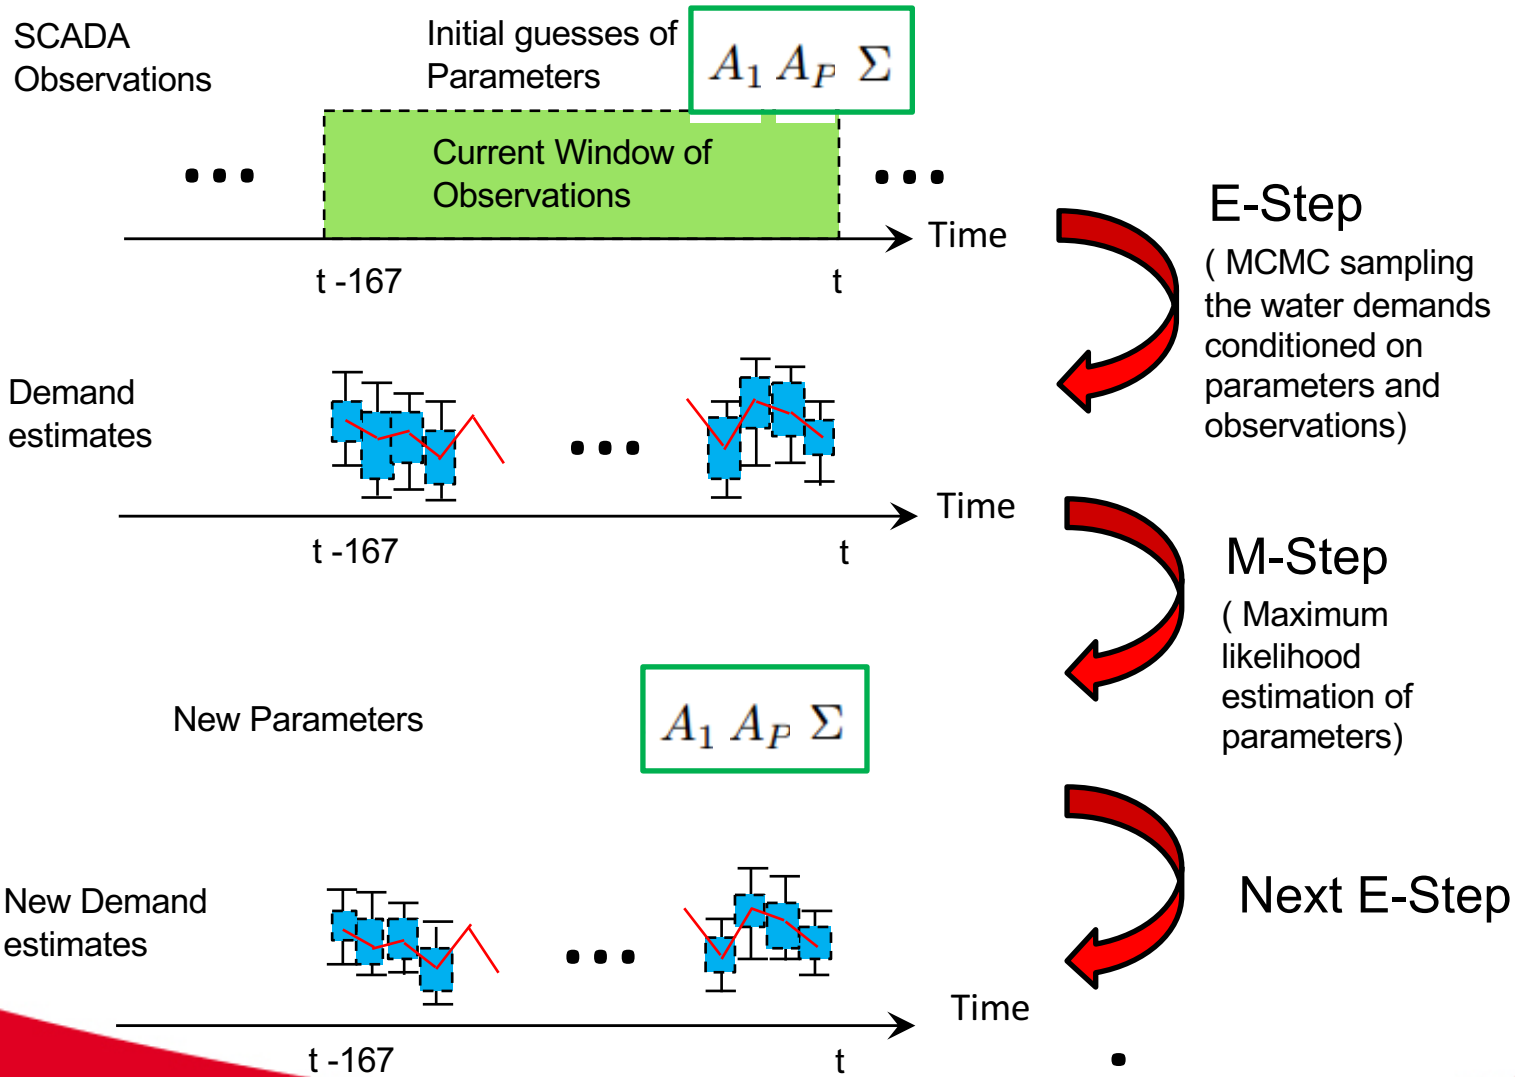 SCADA
Observations
Initial guesses of
Parameters
A₁ A_P Σ
Current Window of
Observations
...
...
Time
t -167
t
E-Step
( MCMC sampling
the water demands
conditioned on
parameters and
observations)
Demand
estimates
...
Time
t -167
t
M-Step
( Maximum
likelihood
estimation of
parameters)
New Parameters
A₁ A_P Σ
Next E-Step
New Demand
estimates
...
Time
t -167
t
.